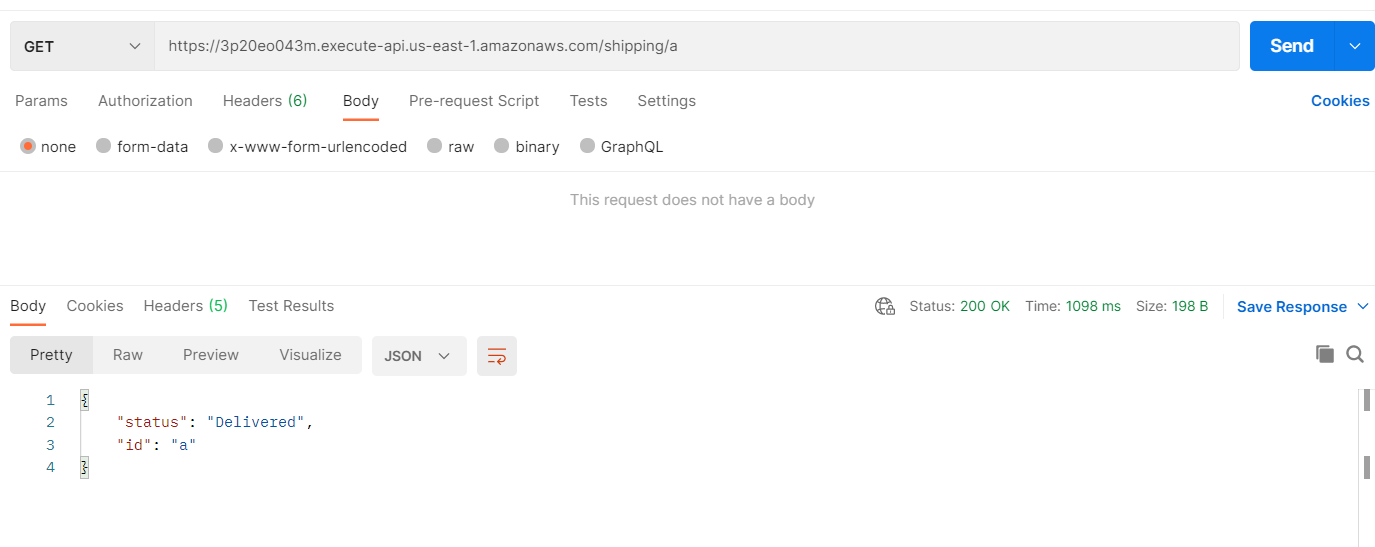 GET https://3p20eo043m.execute-api.us-east-1.amazonaws.com/shipping/a Send
Params Authorization Headers (6) Body Pre-request Script Tests Settings Cookies
none form-data x-www-form-urlencoded raw binary GraphQL
This request does not have a body
Body Cookies Headers (5) Test Results Status: 200 OK Time: 1098 ms Size: 198 B Save Response
Pretty Raw Preview Visualize JSON
1 {
2 "status": "Delivered",
3 "id": "a"
4 }